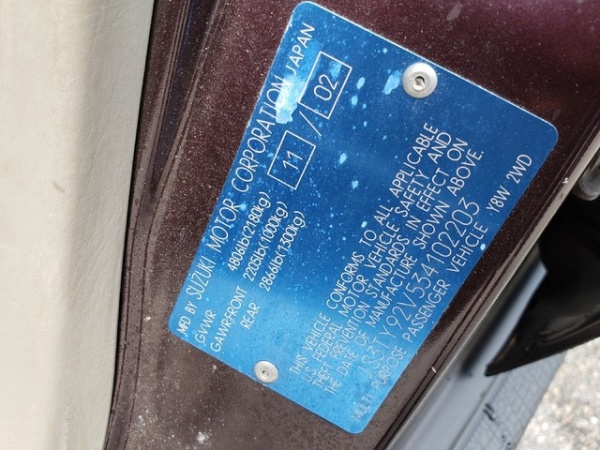 MFD BY SUZUKI MOTOR CORPORATION JAPAN
GVWR 4806lb(2180kg) 11 / 02
GAWR-FRONT 2205lb(1000kg)
REAR 2866lb(1300kg)
THIS VEHICLE CONFORMS TO ALL APPLICABLE
U.S. FEDERAL MOTOR VEHICLE SAFETY AND
THEFT PREVENTION STANDARDS IN EFFECT ON
THE DATE OF MANUFACTURE SHOWN ABOVE.
JS3TY92V534102203
MULTI PURPOSE PASSENGER VEHICLE Y8W 2WD